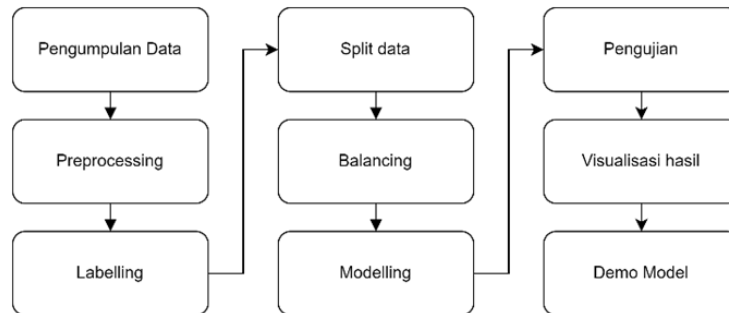 Pengumpulan Data
Preprocessing
Labelling
Split data
Balancing
Modelling
Pengujian
Visualisasi hasil
Demo Model